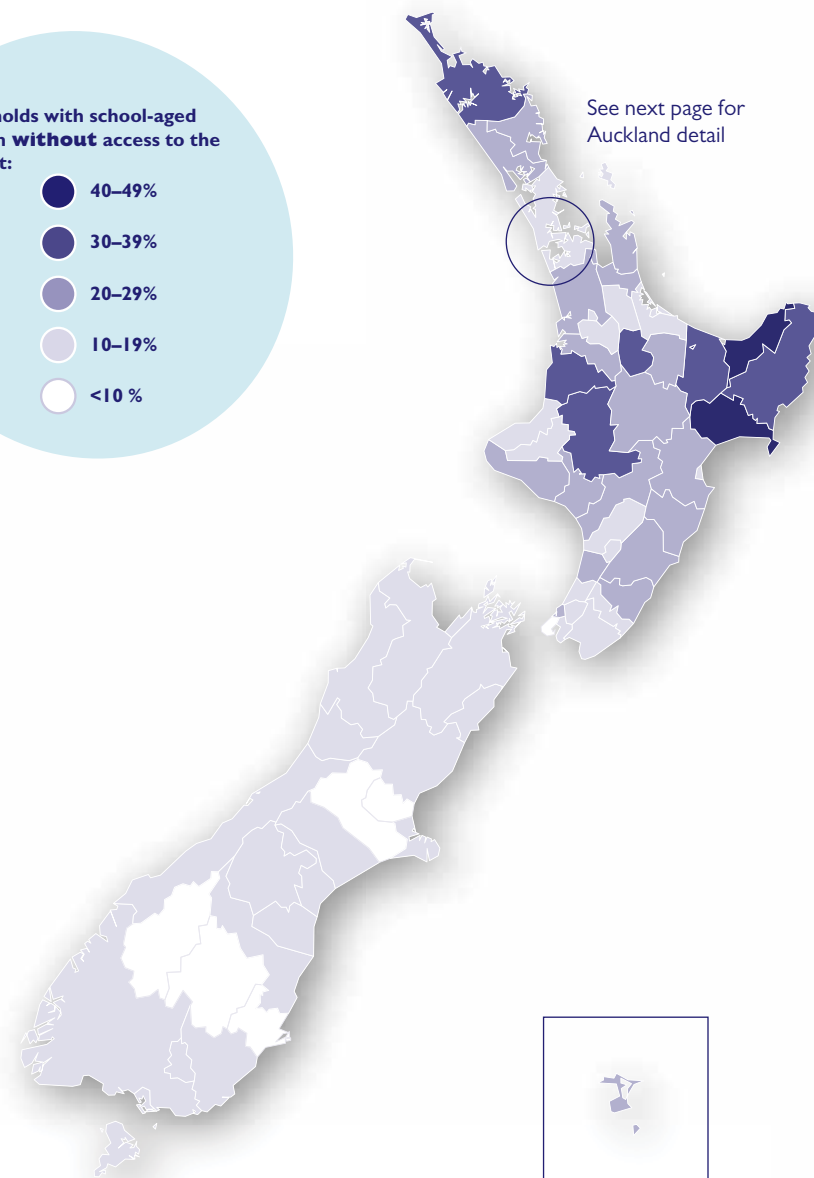 holds with school-aged
without access to the
See next page for
Auckland detail
40–49%
30–39%
20–29%
10–19%
<10 %